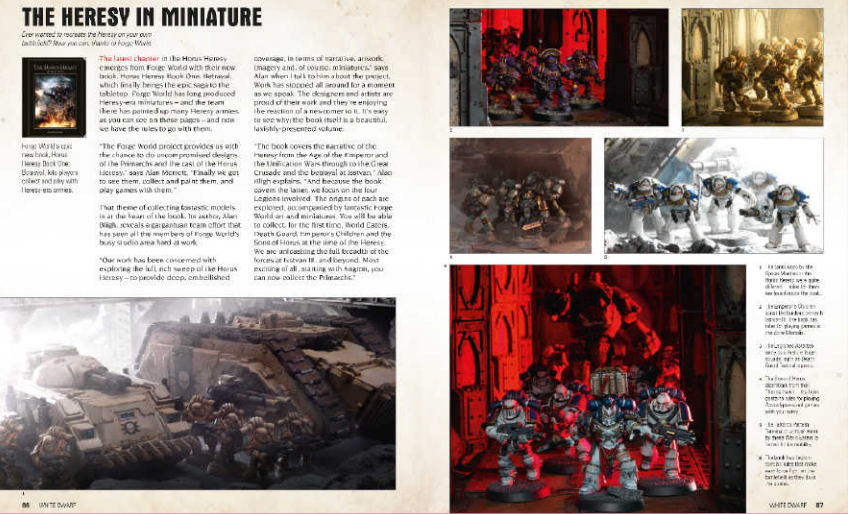 THE HERESY IN MINIATURE
Ever wanted to recreate the Heresy on your own
battlefield? Now you can, thanks to Forge World.
THE HORUS HERESY
Forge World's epic
new book, Horus
Heresy Book One:
Betrayal, lets players
collect and play with
Heresy-era armies.
The latest chapter in the Horus Heresy
emerges from Forge World with their new
book, Horus Heresy Book One: Betrayal,
which finally brings the epic saga to the
tabletop. Forge World has long produced
Heresy-era miniatures – and the team
there has painted up many Heresy armies,
as you can see on these pages – and now
we have the rules to go with them.
"The Forge World project provides us with
the chance to do uncompromised designs
of the Primarchs and the cast of the Horus
Heresy," says Alan Merrett. "Finally we get
to see them, collect and paint them, and
play games with them."
That theme of collecting fantastic models
is at the heart of the book. Its author, Alan
Bligh, reveals a gargantuan team effort that
has seen all the members of Forge World's
busy studio area hard at work.
"Our work has been concerned with
exploring the full, rich sweep of the Horus
Heresy – to provide deep, embellished
coverage, in terms of narrative, artwork,
imagery and, of course, miniatures," says
Alan when I talk to him about the project.
Work has stopped all around for a moment
as we speak. The designers and artists are
proud of their work and they're enjoying
the reaction of a newcomer to it. It's easy
to see why; the book itself is a beautiful,
lavishly-presented volume.
"The book covers the narrative of the
Heresy from the Age of the Emperor and
the Unification Wars through to the Great
Crusade and the betrayal at Isstvan," Alan
Bligh explains. "And because the book
covers the latter, we focus on the four
Legions involved. The origins of each are
explored, accompanied by fantastic Forge
World art and miniatures. You will be able
to collect, for the first time, World Eaters,
Death Guard, Emperor's Children and the
Sons of Horus at the time of the Heresy.
We are unleashing the full breadth of the
forces at Isstvan III, and beyond. Most
exciting of all, starting with Angron, you
can now collect the Primarchs."
1
86 WHITE DWARF
2
3
4
5
6
1
2
3
4
5
6
WHITE DWARF 87